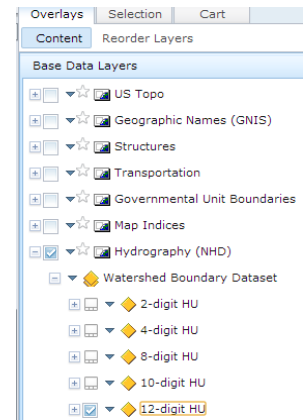 Overlays Selection Cart
Content Reorder Layers
Base Data Layers
US Topo
Geographic Names (GNIS)
Structures
Transportation
Governmental Unit Boundaries
Map Indices
Hydrography (NHD)
Watershed Boundary Dataset
2-digit HU
4-digit HU
8-digit HU
10-digit HU
12-digit HU